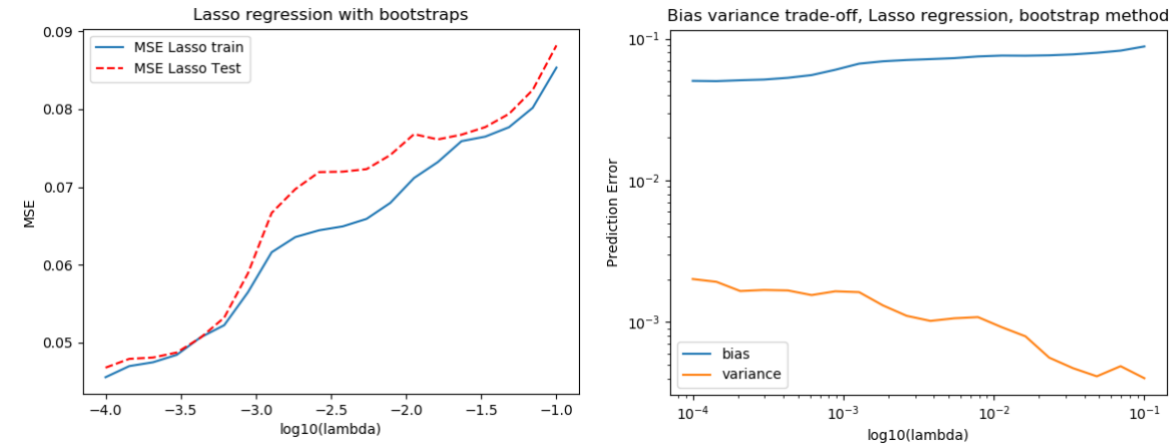 Lasso regression with bootstraps
0.09
0.08
0.07
0.06
0.05
MSE
MSE Lasso train
MSE Lasso Test
−4.0
−3.5
−3.0
−2.5
−2.0
−1.5
−1.0
log10(lambda)
Bias variance trade-off, Lasso regression, bootstrap method
10⁻¹
10⁻²
10⁻³
Prediction Error
bias
variance
10⁻⁴
10⁻³
10⁻²
10⁻¹
log10(lambda)